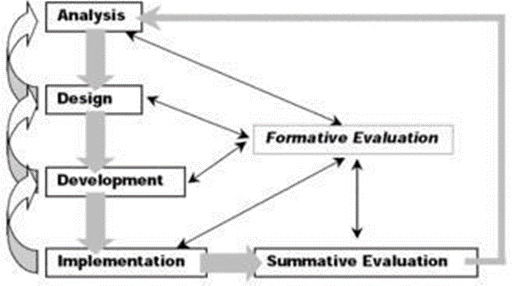 Analysis
Design
Formative Evaluation
Development
Implementation
Summative Evaluation